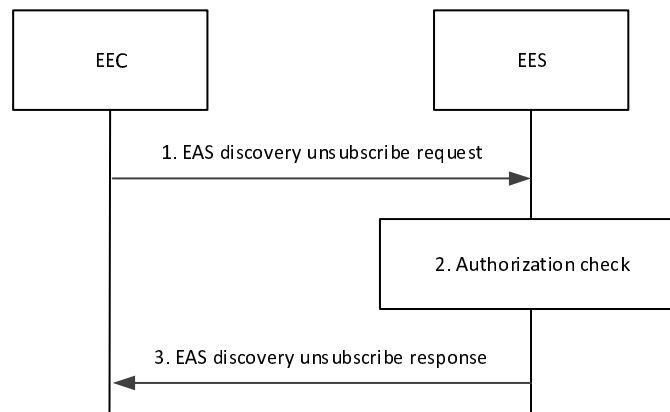 EEC
EES
1. EAS discovery unsubscribe request
2. Authorization check
3. EAS discovery unsubscribe response